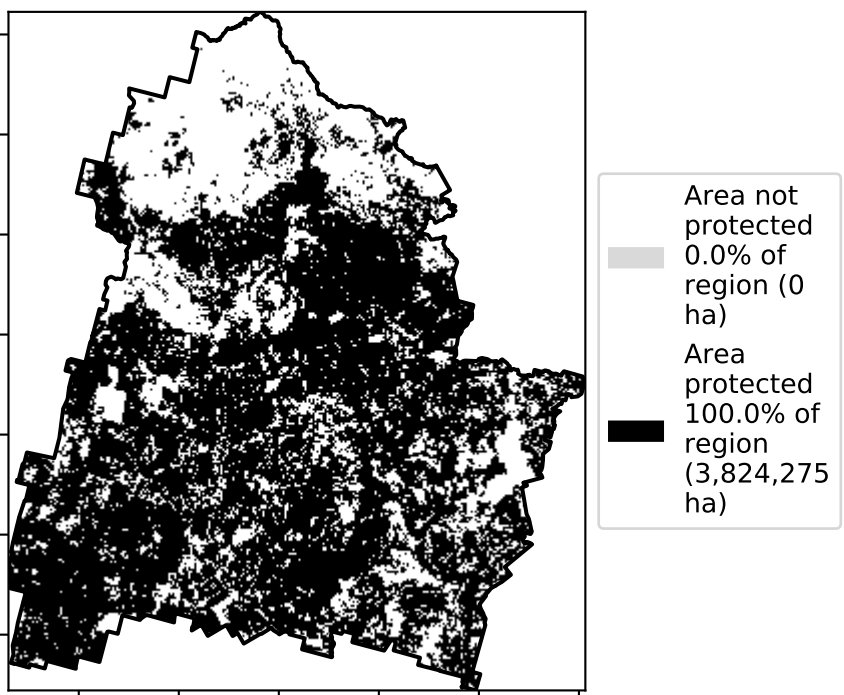 Area not
protected
0.0% of
region (0
ha)
Area
protected
100.0% of
region
(3,824,275
ha)